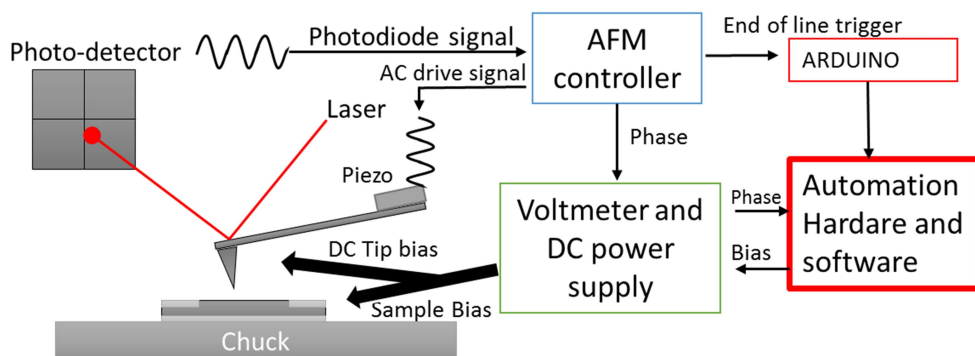 Photo-detector
Photodiode signal
AC drive signal
AFM
controller
End of line trigger
ARDUINO
Laser
Piezo
Phase
Voltmeter and
DC power
supply
Phase
Bias
Automation
Hardare and
software
DC Tip bias
Sample Bias
Chuck